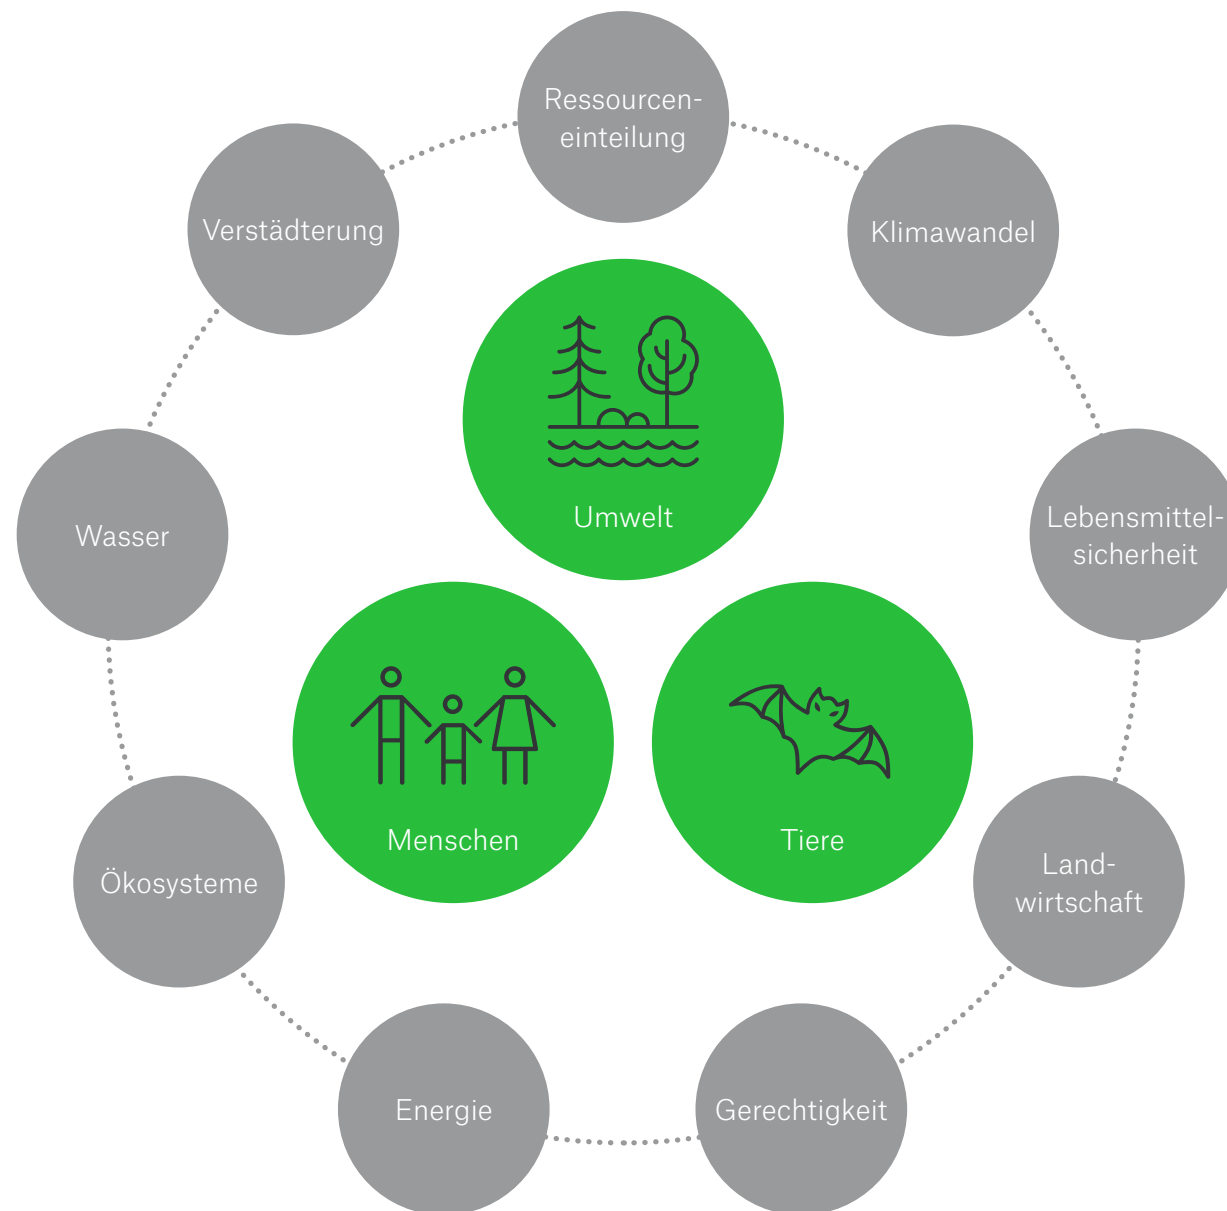 Ressourcen-
einteilung
Verstädterung
Klimawandel
Umwelt
Wasser
Lebensmittel-
sicherheit
Menschen
Tiere
Ökosysteme
Land-
wirtschaft
Energie
Gerechtigkeit